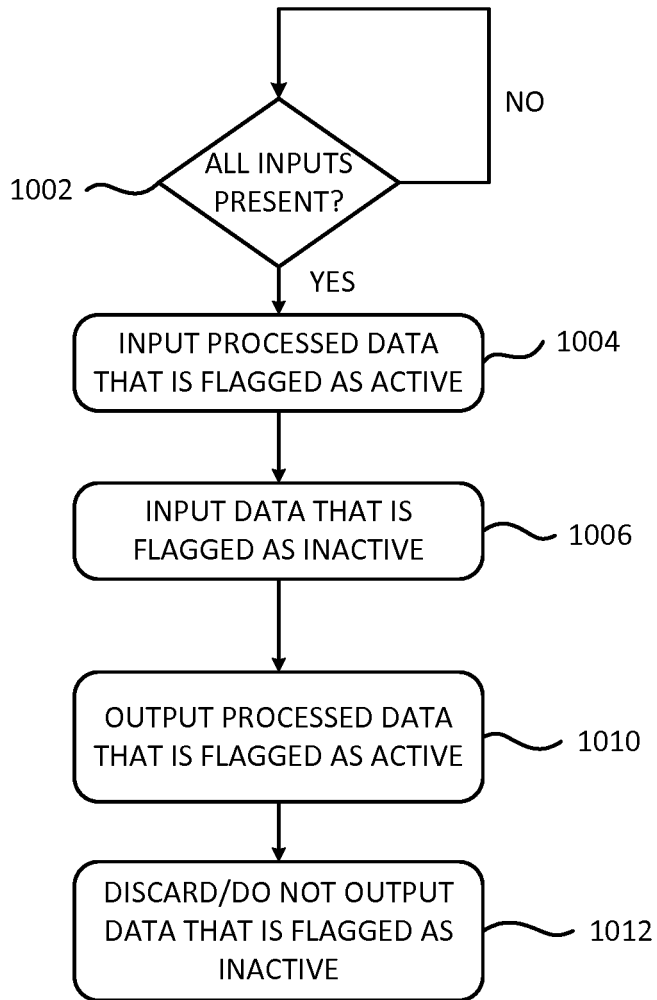 NO
ALL INPUTS
PRESENT?
1002
YES
INPUT PROCESSED DATA
THAT IS FLAGGED AS ACTIVE
1004
INPUT DATA THAT IS
FLAGGED AS INACTIVE
1006
OUTPUT PROCESSED DATA
THAT IS FLAGGED AS ACTIVE
1010
DISCARD/DO NOT OUTPUT
DATA THAT IS FLAGGED AS
INACTIVE
1012